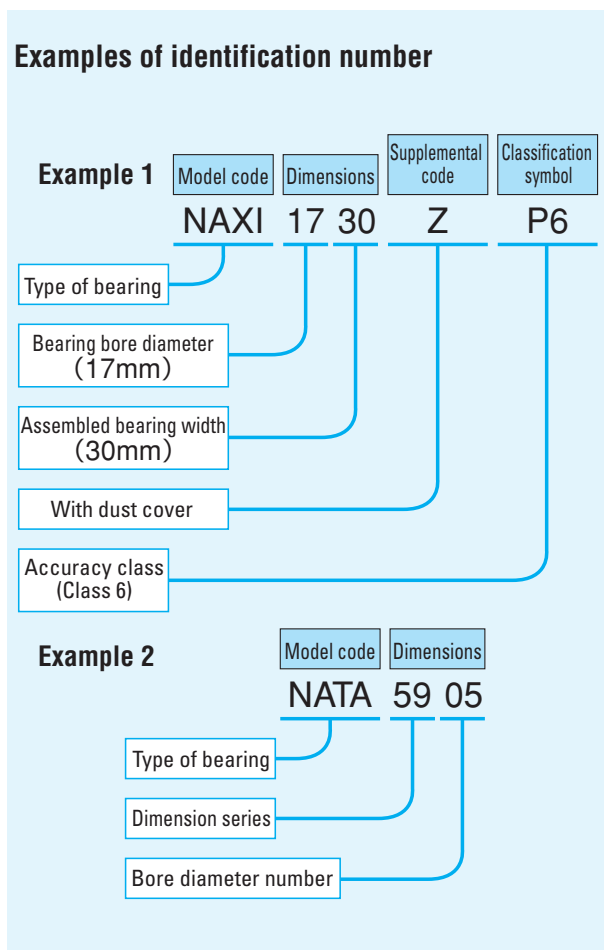 Examples of identification number
Example 1
Model code
Dimensions
Supplemental
code
Classification
symbol
NAXI 17 30 Z P6
Type of bearing
Bearing bore diameter
(17mm)
Assembled bearing width
(30mm)
With dust cover
Accuracy class
(Class 6)
Example 2
Model code
Dimensions
NATA 59 05
Type of bearing
Dimension series
Bore diameter number